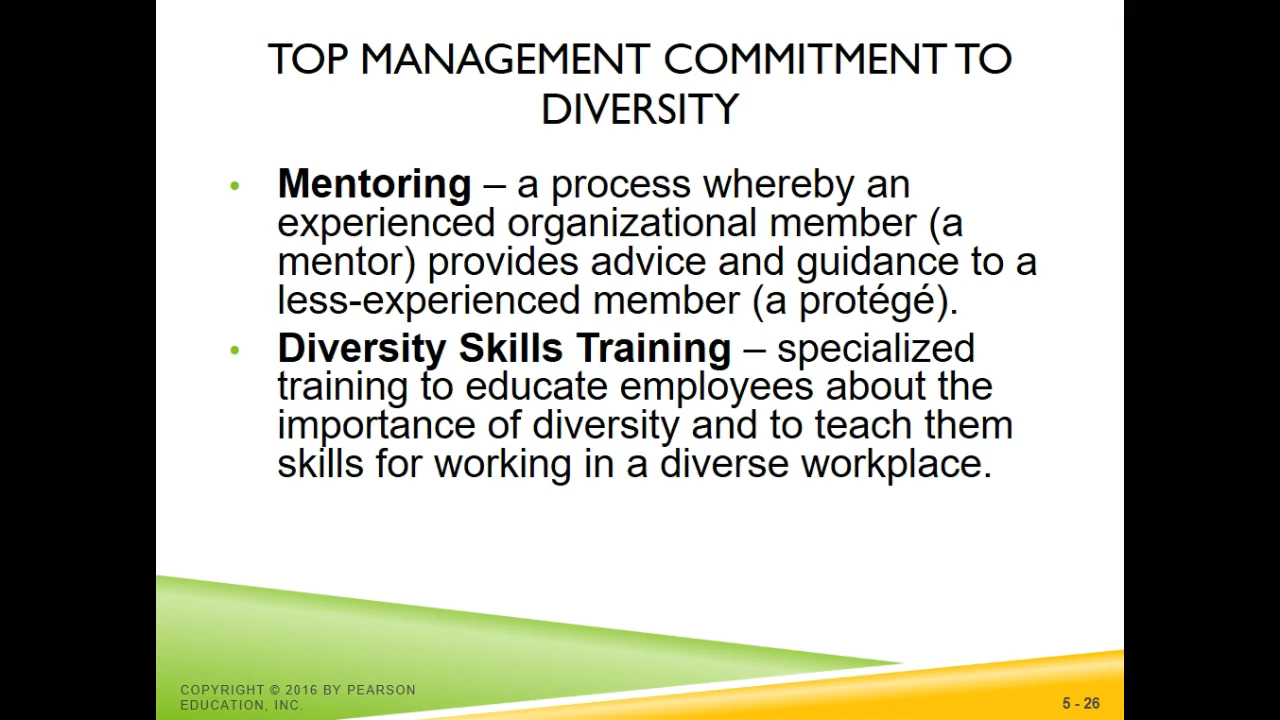 TOP MANAGEMENT COMMITMENT TO
DIVERSITY
• Mentoring – a process whereby an
experienced organizational member (a
mentor) provides advice and guidance to a
less-experienced member (a protégé).
• Diversity Skills Training – specialized
training to educate employees about the
importance of diversity and to teach them
skills for working in a diverse workplace.
COPYRIGHT © 2016 BY PEARSON
EDUCATION, INC.
5 - 26